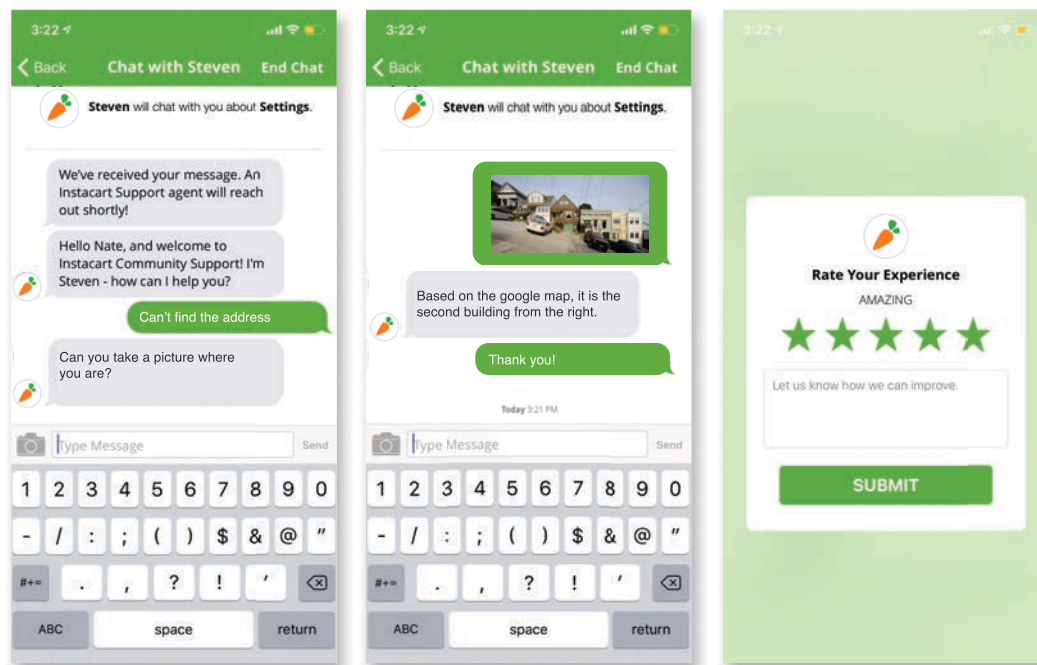 3:22
Back
Chat with Steven
End Chat
Steven will chat with you about Settings.
We've received your message. An
Instacart Support agent will reach
out shortly!
Hello Nate, and welcome to
Instacart Community Support! I'm
Steven - how can I help you?
Can't find the address
Can you take a picture where
you are?
Type Message
Send
1 2 3 4 5 6 7 8 9 0
- / : ; ( ) $ & @ "
#+= . , ? ! '
ABC space return
3:22
Back
Chat with Steven
End Chat
Steven will chat with you about Settings.
Based on the google map, it is the
second building from the right.
Thank you!
Today 3:21 PM
Type Message
Send
1 2 3 4 5 6 7 8 9 0
- / : ; ( ) $ & @ "
#+= . , ? ! '
ABC space return
3:22
Rate Your Experience
AMAZING
Let us know how we can improve.
SUBMIT